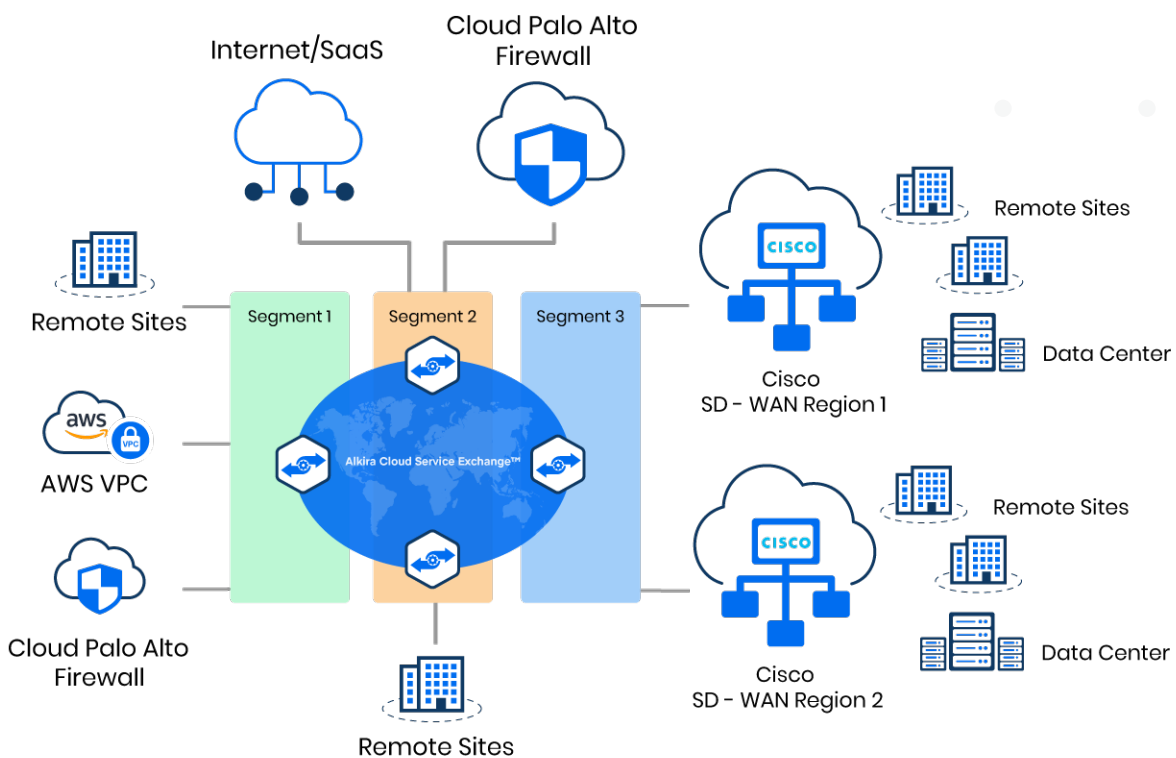 Internet/SaaS
Cloud Palo Alto
Firewall
Remote Sites
AWS VPC
aws
VPC
Cloud Palo Alto
Firewall
Segment 1
Segment 2
Segment 3
Alkira Cloud Service Exchange™
Remote Sites
CISCO
Cisco
SD - WAN Region 1
Remote Sites
Data Center
CISCO
Cisco
SD - WAN Region 2
Remote Sites
Data Center